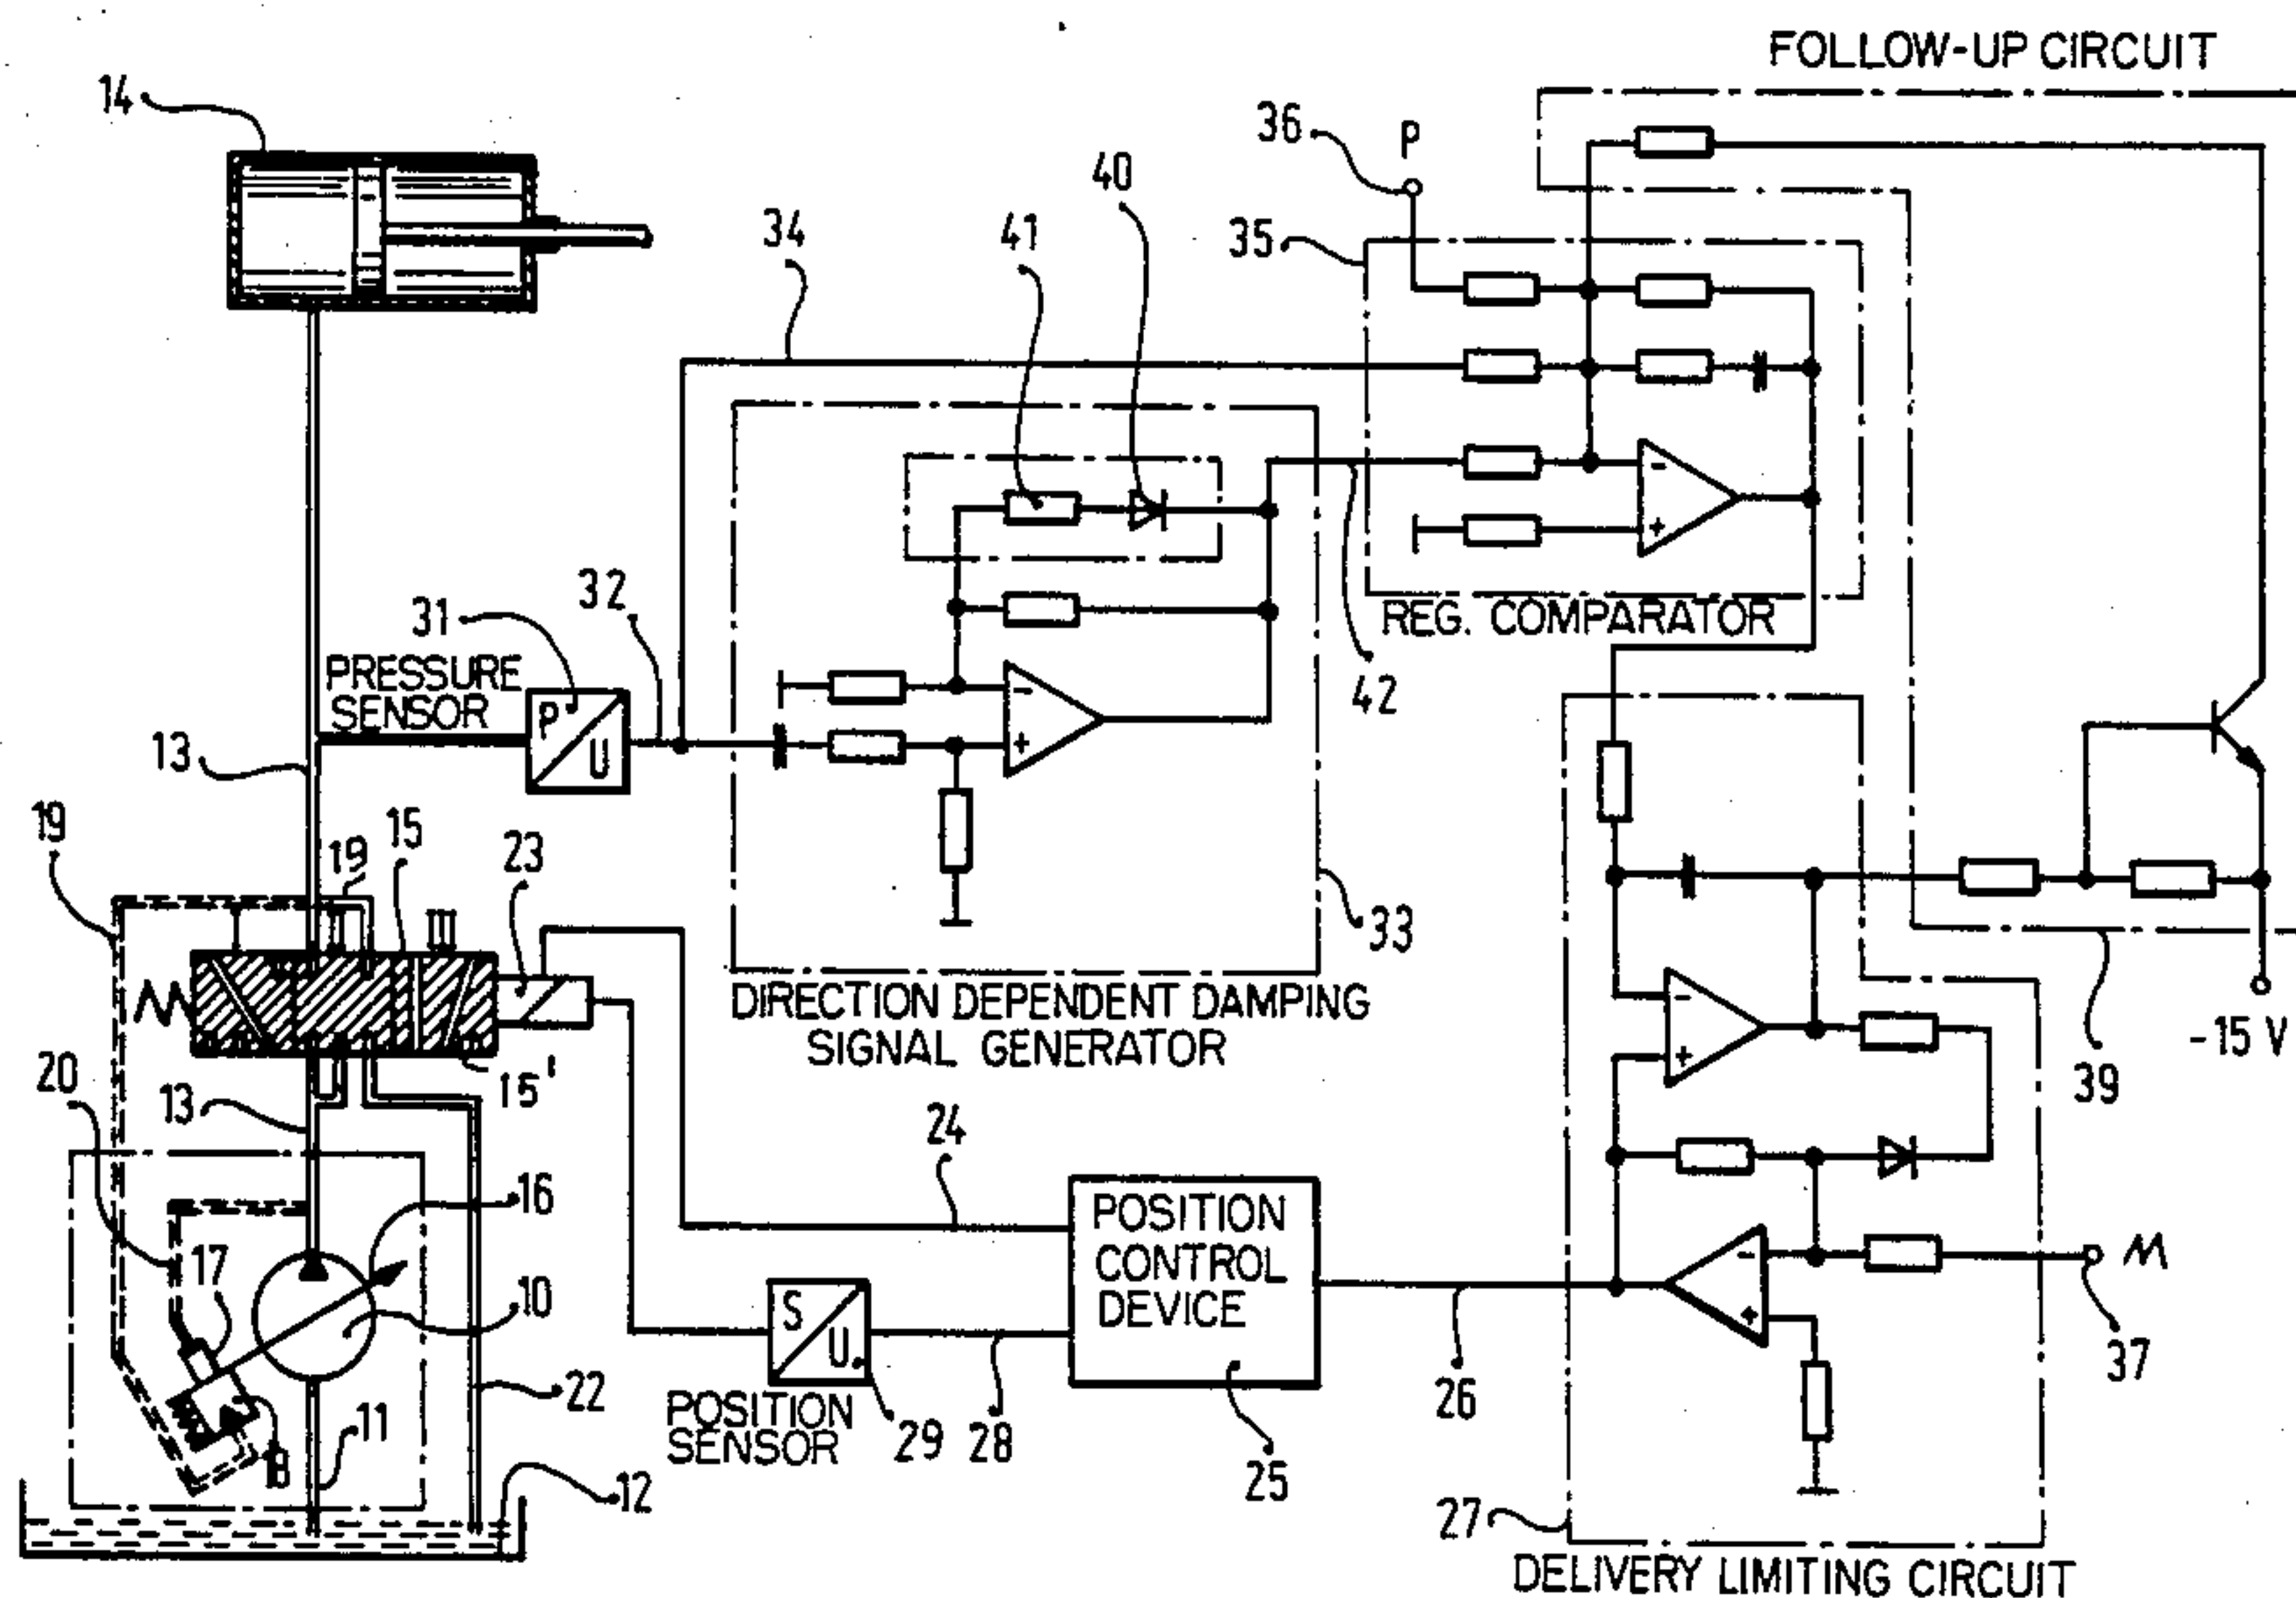 FOLLOW-UP CIRCUIT
14
36
P
40
41
34
35
REG. COMPARATOR
31
32
42
PRESSURE
SENSOR
P
U
13
19
19
15
23
33
DIRECTION DEPENDENT DAMPING
SIGNAL GENERATOR
-15 V
39
20
13
15'
24
16
17
10
POSITION
CONTROL
DEVICE
S
U
37
26
22
11
18
POSITION
SENSOR
29
28
25
12
27
DELIVERY LIMITING CIRCUIT
-
+
-
+
-
+
-
+